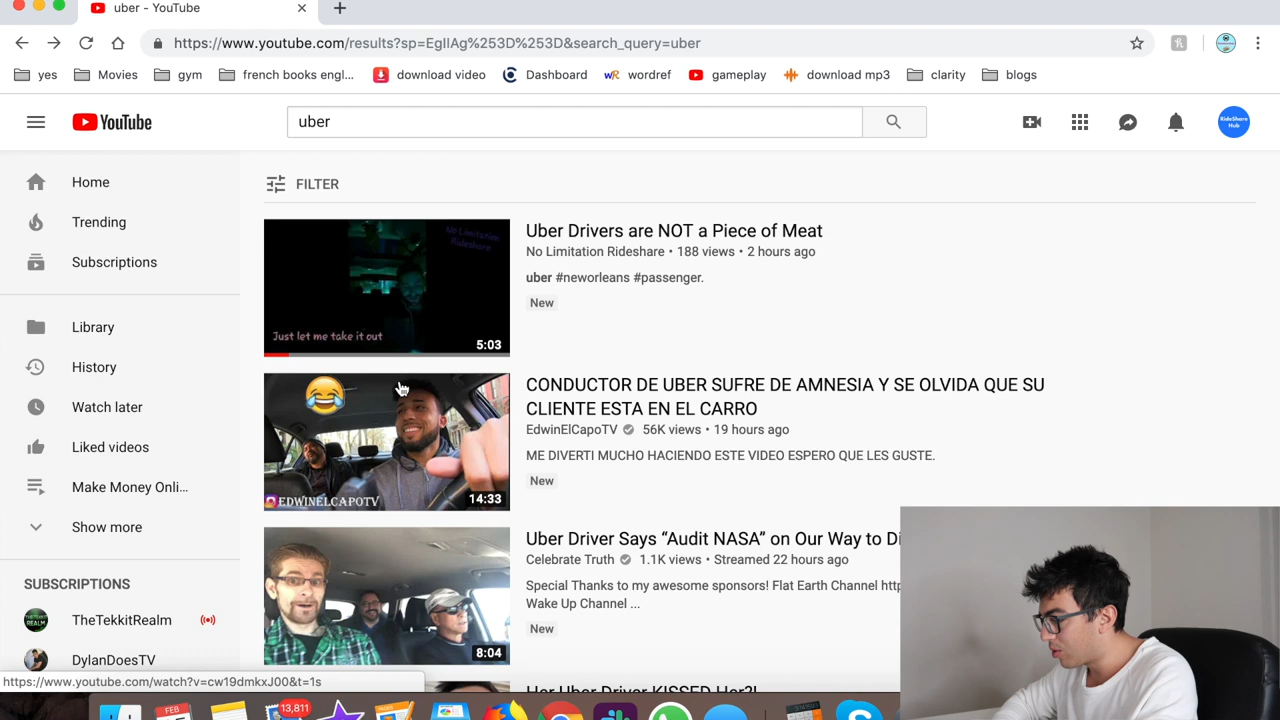 uber - YouTube
https://www.youtube.com/results?sp=EgIIAg%253D%253D&search_query=uber
yes
Movies
gym
french books engl...
download video
Dashboard
wordref
gameplay
download mp3
clarity
blogs
YouTube
uber
RideShare
Hub
Home
Trending
Subscriptions
Library
History
Watch later
Liked videos
Make Money Onli...
Show more
SUBSCRIPTIONS
TheTekkitRealm
DylanDoesTV
FILTER
No Limitation
Rideshare
Just let me take it out
5:03
Uber Drivers are NOT a Piece of Meat
No Limitation Rideshare • 188 views • 2 hours ago
uber #neworleans #passenger.
New
EDWINELCAPOTV
14:33
CONDUCTOR DE UBER SUFRE DE AMNESIA Y SE OLVIDA QUE SU
CLIENTE ESTA EN EL CARRO
EdwinElCapoTV 56K views • 19 hours ago
ME DIVERTI MUCHO HACIENDO ESTE VIDEO ESPERO QUE LES GUSTE.
New
8:04
Uber Driver Says “Audit NASA” on Our Way to Di
Celebrate Truth 1.1K views • Streamed 22 hours ago
Special Thanks to my awesome sponsors! Flat Earth Channel http
Wake Up Channel ...
New
Her Uber Driver KISSED Her?!
https://www.youtube.com/watch?v=cw19dmkxJ00&t=1s
FEB
13,811